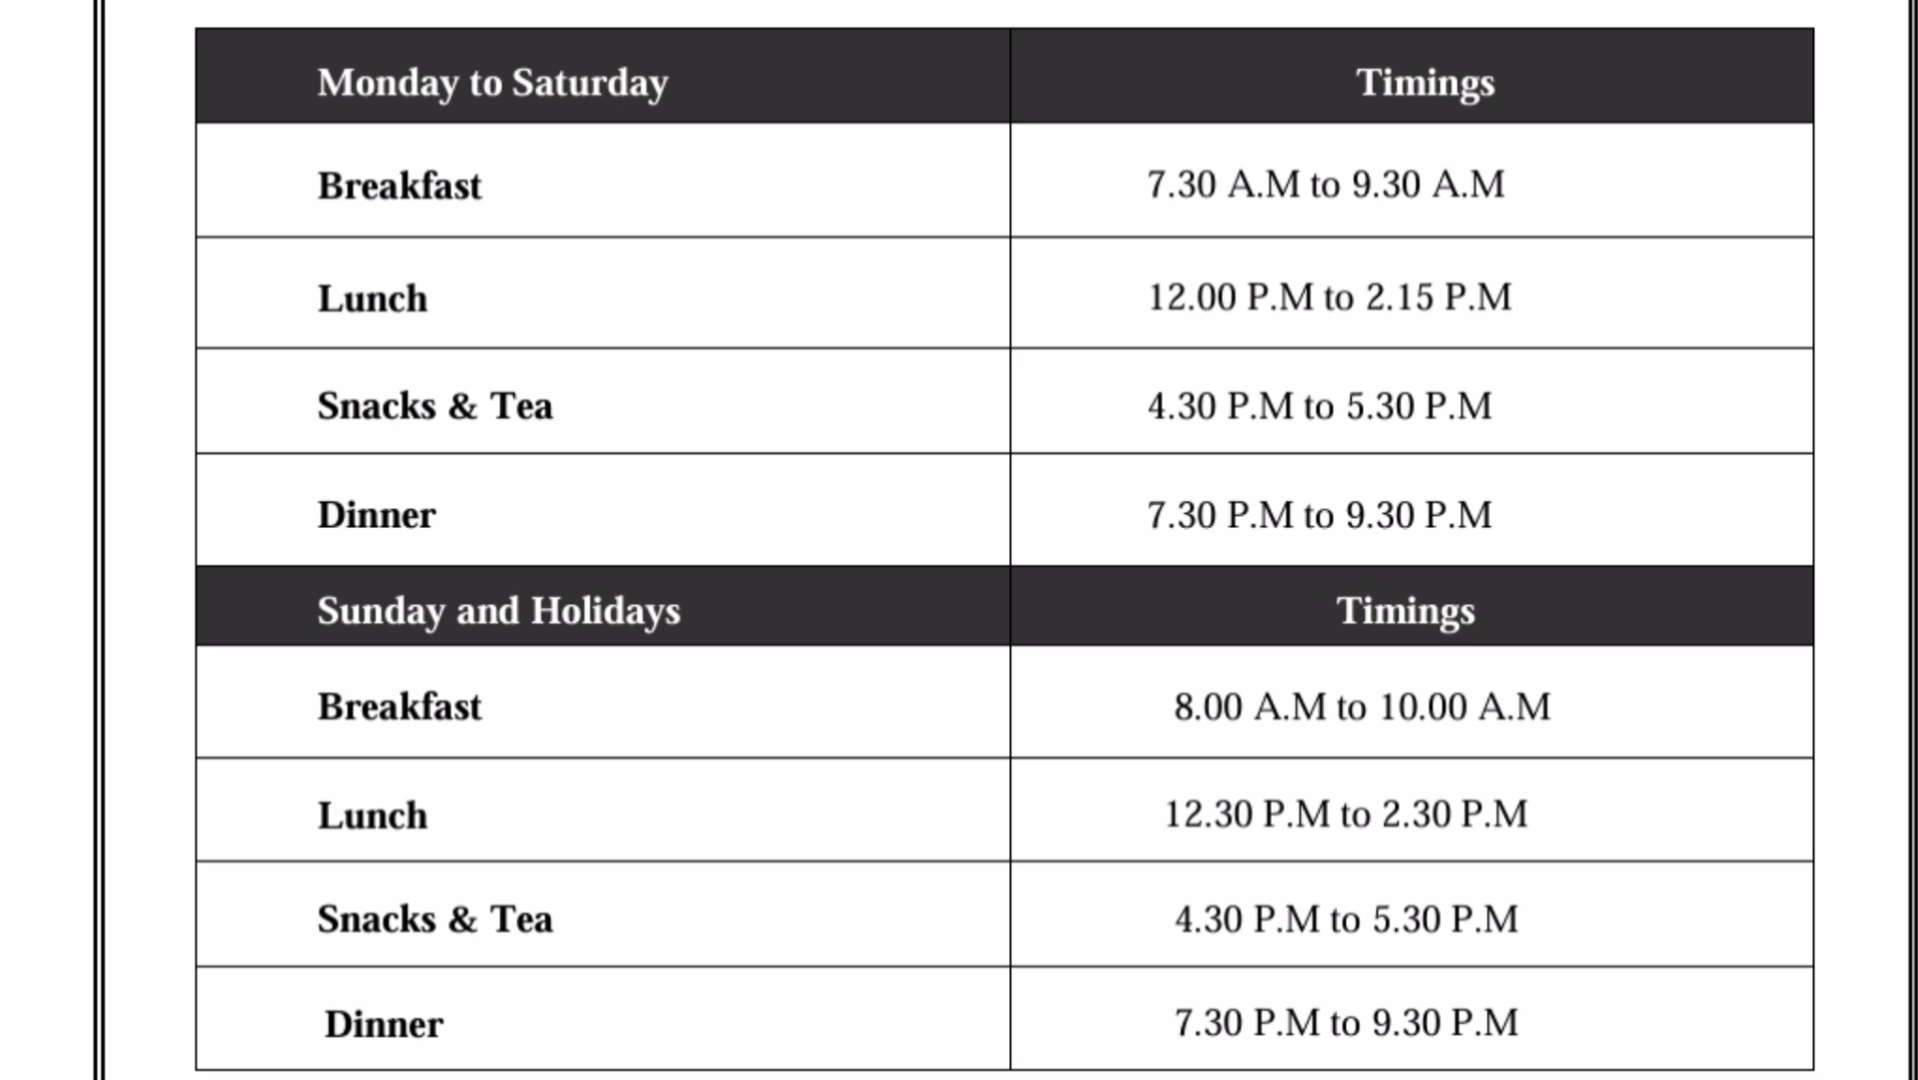 Monday to Saturday Timings
Breakfast 7.30 A.M to 9.30 A.M
Lunch 12.00 P.M to 2.15 P.M
Snacks & Tea 4.30 P.M to 5.30 P.M
Dinner 7.30 P.M to 9.30 P.M
Sunday and Holidays Timings
Breakfast 8.00 A.M to 10.00 A.M
Lunch 12.30 P.M to 2.30 P.M
Snacks & Tea 4.30 P.M to 5.30 P.M
Dinner 7.30 P.M to 9.30 P.M